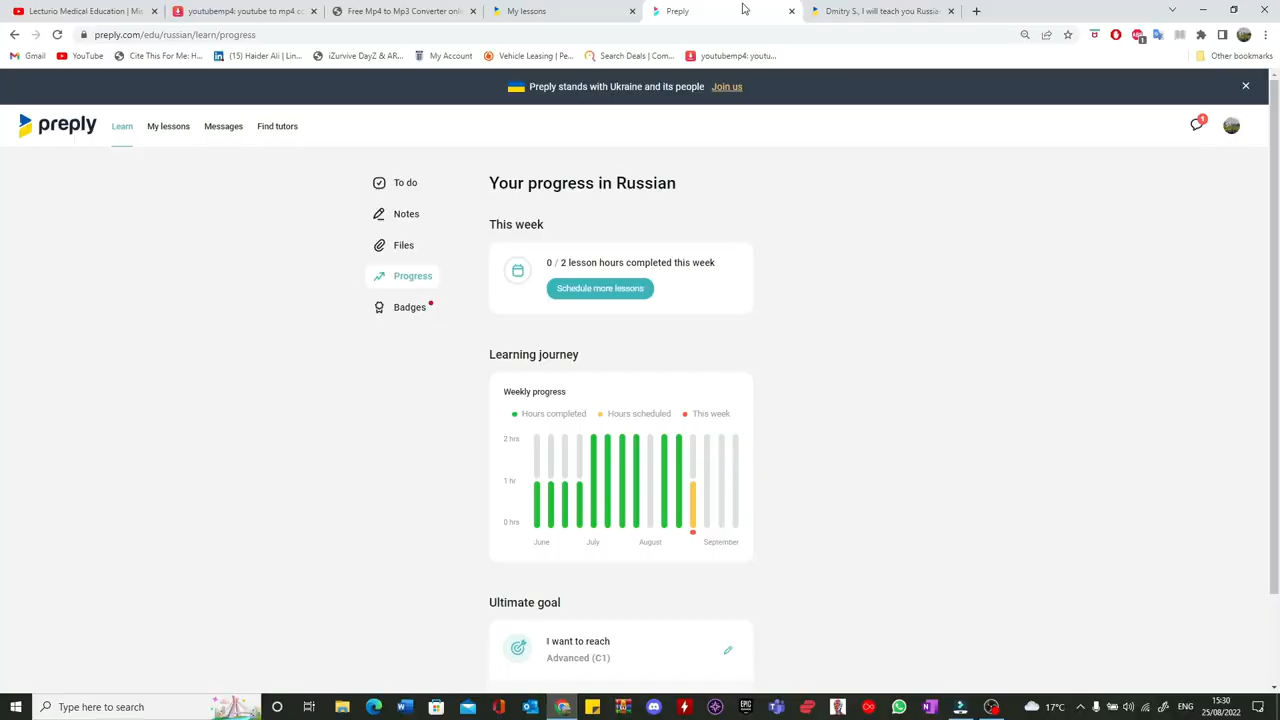 Lecturio Medical Education Medi
youtubemp4 - youtube to mp4 co
Free Mp4 to Mp3 Converter onlin
My lessons
Preply
Dmitry S, I will teach you Russian
preply.com/edu/russian/learn/progress
Gmail
YouTube
Cite This For Me: H...
(1) Haider Ali | Lin...
iZurvive DayZ & AR...
My Account
Vehicle Leasing | Pe...
Search Deals | Com...
youtubemp4: youtu...
Other bookmarks
Preply stands with Ukraine and its people Join us
preply
Learn
My lessons
Messages
Find tutors
1
To do
Notes
Files
Progress
Badges
Your progress in Russian
This week
0 / 2 lesson hours completed this week
Schedule more lessons
Learning journey
Weekly progress
Hours completed
Hours scheduled
This week
2 hrs
1 hr
0 hrs
June
July
August
September
Ultimate goal
I want to reach
Advanced (C1)
Type here to search
17°C
15:30
25/08/2022